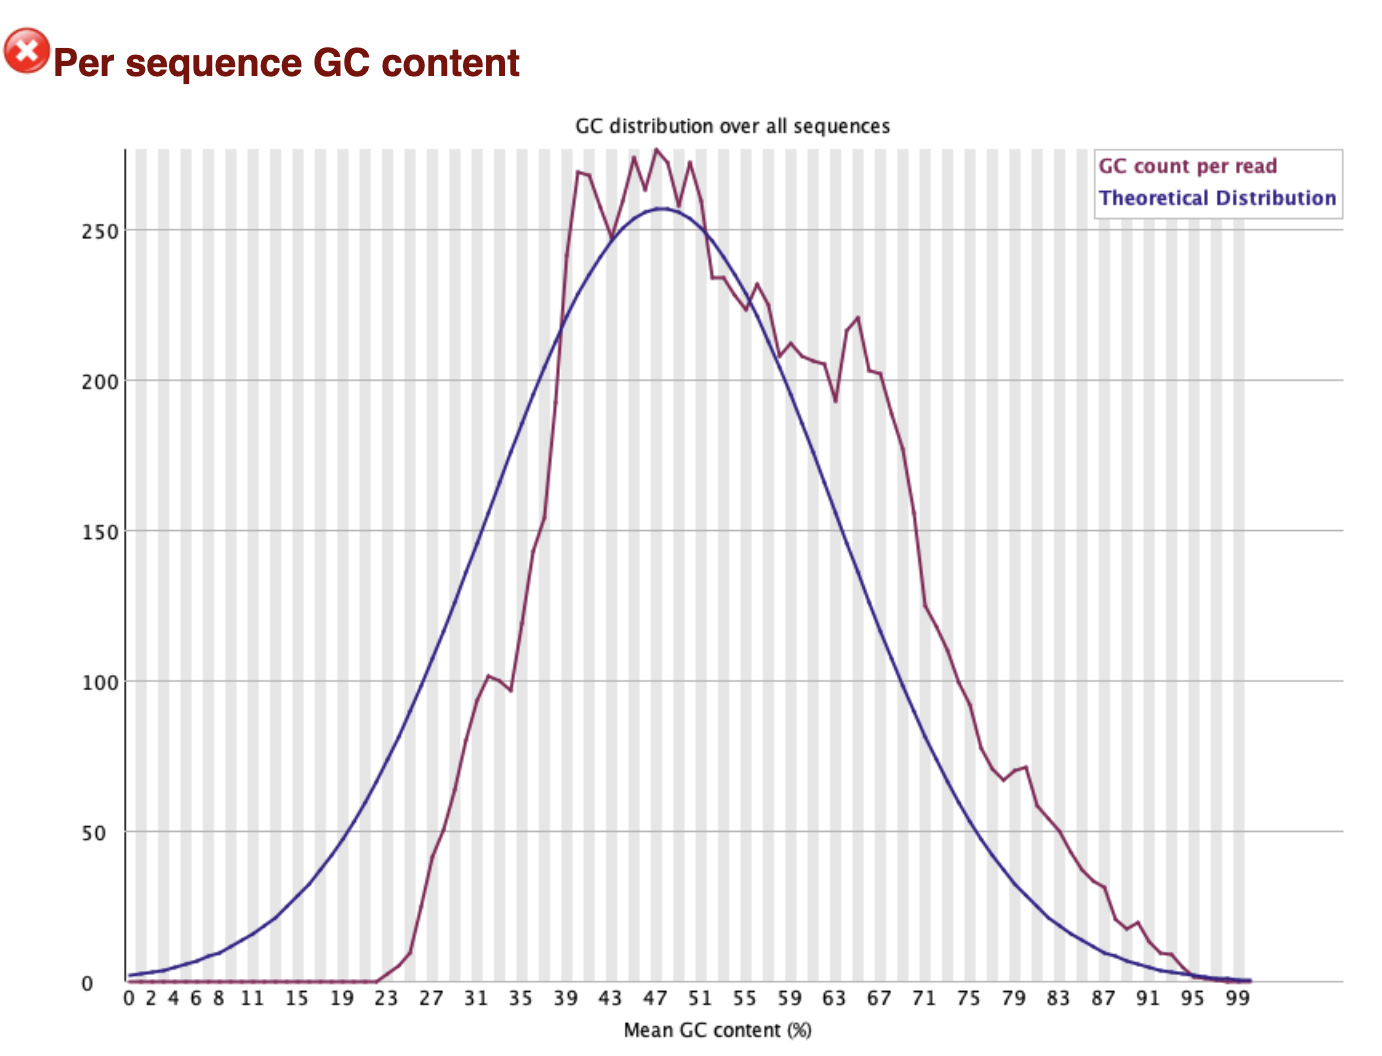 Per sequence GC content
GC distribution over all sequences
GC count per read
Theoretical Distribution
250
200
150
100
50
0
0 2 4 6 8 11 15 19 23 27 31 35 39 43 47 51 55 59 63 67 71 75 79 83 87 91 95 99
Mean GC content (%)